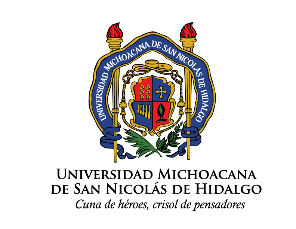 UNIVERSIDAD MICHOACANA DE SAN NICOLÁS DE HIDALGO
UNIVERSIDAD MICHOACANA
DE SAN NICOLÁS DE HIDALGO
Cuna de héroes, crisol de pensadores